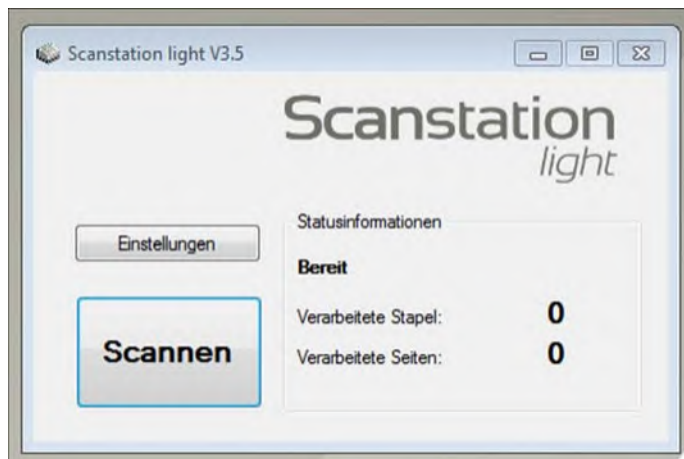 Scanstation light V3.5
Scanstation
light
Einstellungen
Scannen
Statusinformationen
Bereit
Verarbeitete Stapel: 0
Verarbeitete Seiten: 0